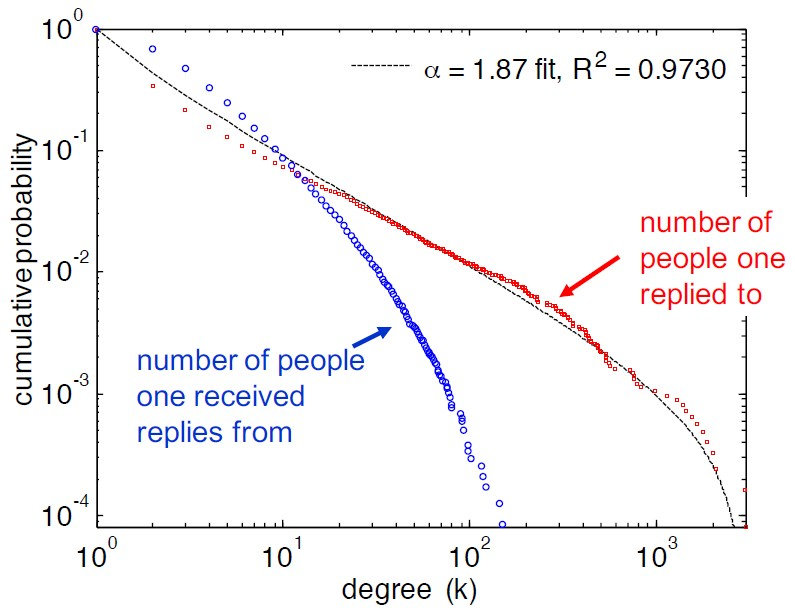 10^0
α = 1.87 fit, R^2 = 0.9730
10^-1
number of
people one
replied to
10^-2
number of people
one received
replies from
10^-3
10^-4
10^0 10^1 10^2 10^3
degree (k)
cumulative probability